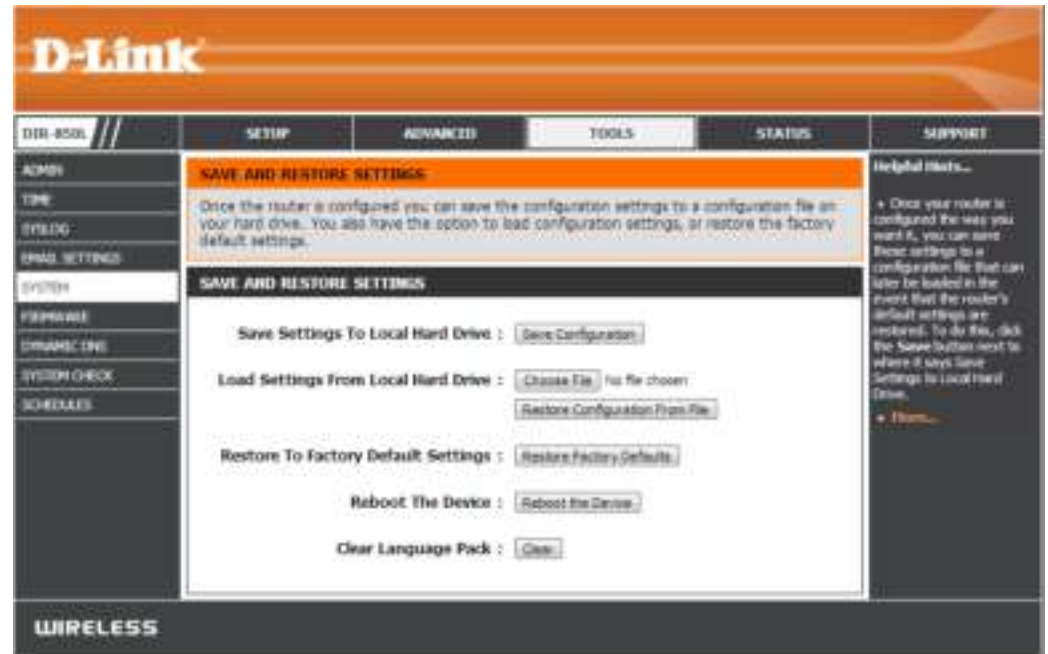 D-Link
DIR-850L
SETUP
ADVANCED
TOOLS
STATUS
SUPPORT
ADMIN
TIME
SYSLOG
EMAIL SETTINGS
SYSTEM
FIRMWARE
DYNAMIC DNS
SYSTEM CHECK
SCHEDULES
SAVE AND RESTORE SETTINGS
Once the router is configured you can save the configuration settings to a configuration file on
your hard drive. You also have the option to load configuration settings, or restore the factory
default settings.
SAVE AND RESTORE SETTINGS
Save Settings To Local Hard Drive : Save Configuration
Load Settings From Local Hard Drive : Choose File No file chosen
Restore Configuration From File
Restore To Factory Default Settings : Restore Factory Defaults
Reboot The Device : Reboot the Device
Clear Language Pack : Clear
Helpful Hints...
• Once your router is
configured the way you
want it, you can save
these settings to a
configuration file that can
later be loaded in the
event that the router's
default settings are
restored. To do this, click
the Save button next to
where it says Save
Settings to Local Hard
Drive.
• More...
WIRELESS